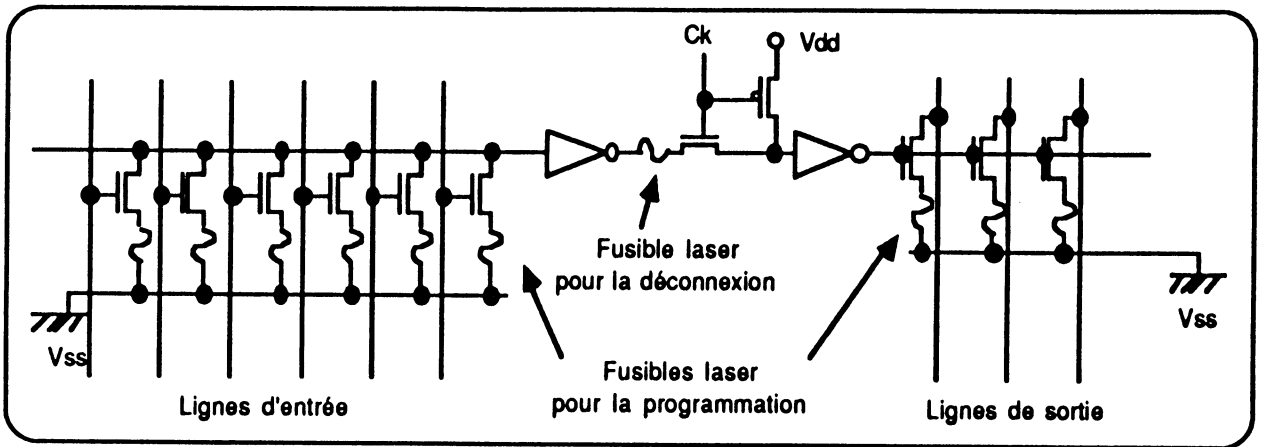 Ck
Vdd
Fusible laser
pour la déconnexion
Vss
Vss
Fusibles laser
pour la programmation
Lignes d'entrée
Lignes de sortie